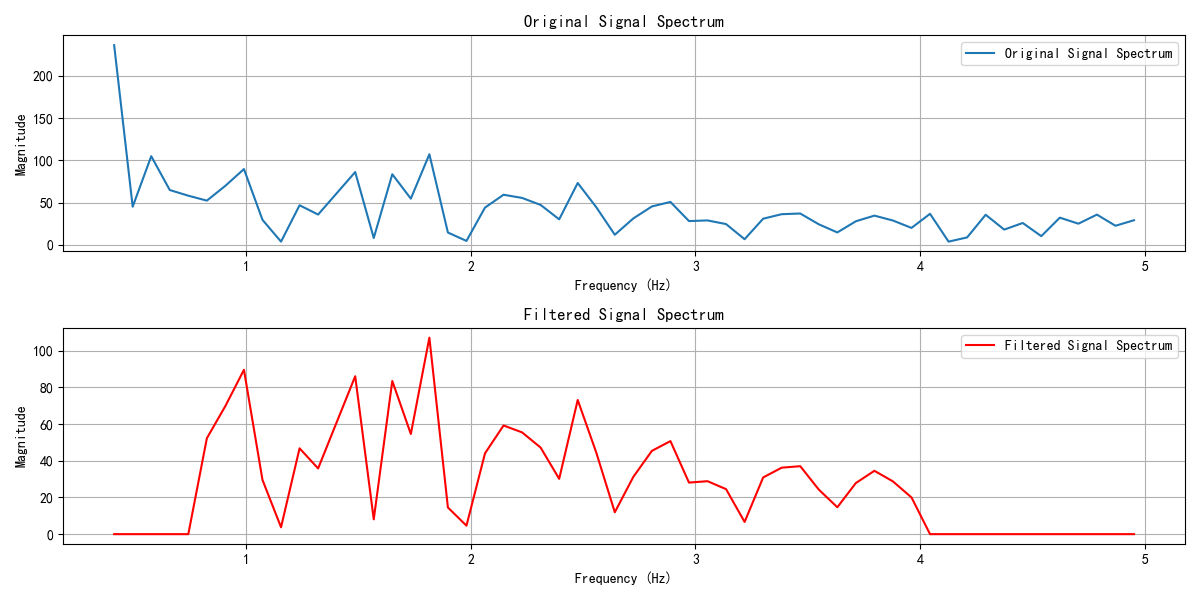 Original Signal Spectrum
Original Signal Spectrum
200
150
100
50
0
Magnitude
1 2 3 4 5
Frequency (Hz)
Filtered Signal Spectrum
Filtered Signal Spectrum
100
80
60
40
20
0
Magnitude
1 2 3 4 5
Frequency (Hz)